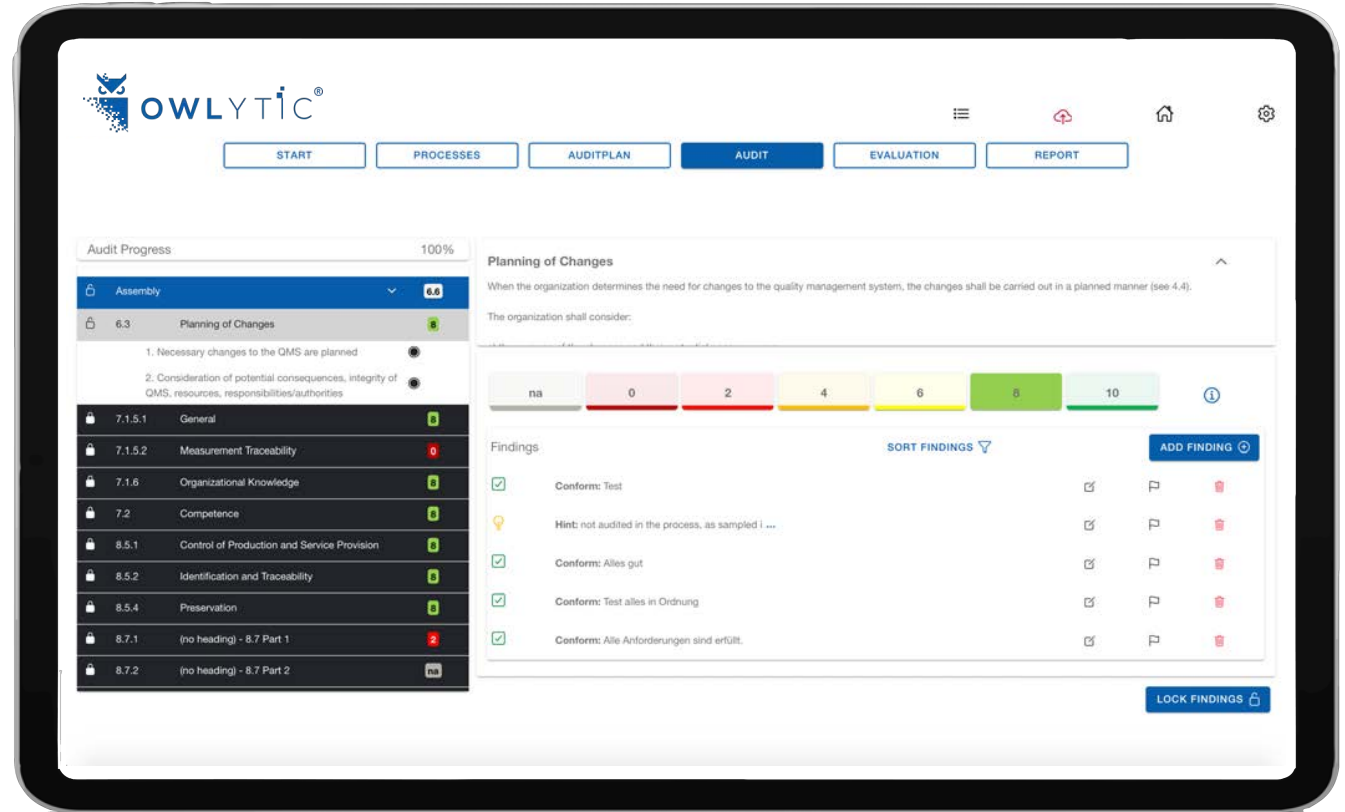 OWLYTIC®
START
PROCESSES
AUDITPLAN
AUDIT
EVALUATION
REPORT
Audit Progress 100%
Assembly 6.6
6.3 Planning of Changes 8
1. Necessary changes to the QMS are planned
2. Consideration of potential consequences, integrity of
QMS, resources, responsibilities/authorities
7.1.5.1 General 8
7.1.5.2 Measurement Traceability 0
7.1.6 Organizational Knowledge 8
7.2 Competence 8
8.5.1 Control of Production and Service Provision 8
8.5.2 Identification and Traceability 8
8.5.4 Preservation 8
8.7.1 (no heading) - 8.7 Part 1 2
8.7.2 (no heading) - 8.7 Part 2 na
Planning of Changes
When the organization determines the need for changes to the quality management system, the changes shall be carried out in a planned manner (see 4.4).
The organization shall consider:
na 0 2 4 6 8 10
Findings
SORT FINDINGS
ADD FINDING
Conform: Test
Hint: not audited in the process, as sampled i ...
Conform: Alles gut
Conform: Test alles in Ordnung
Conform: Alle Anforderungen sind erfüllt.
LOCK FINDINGS